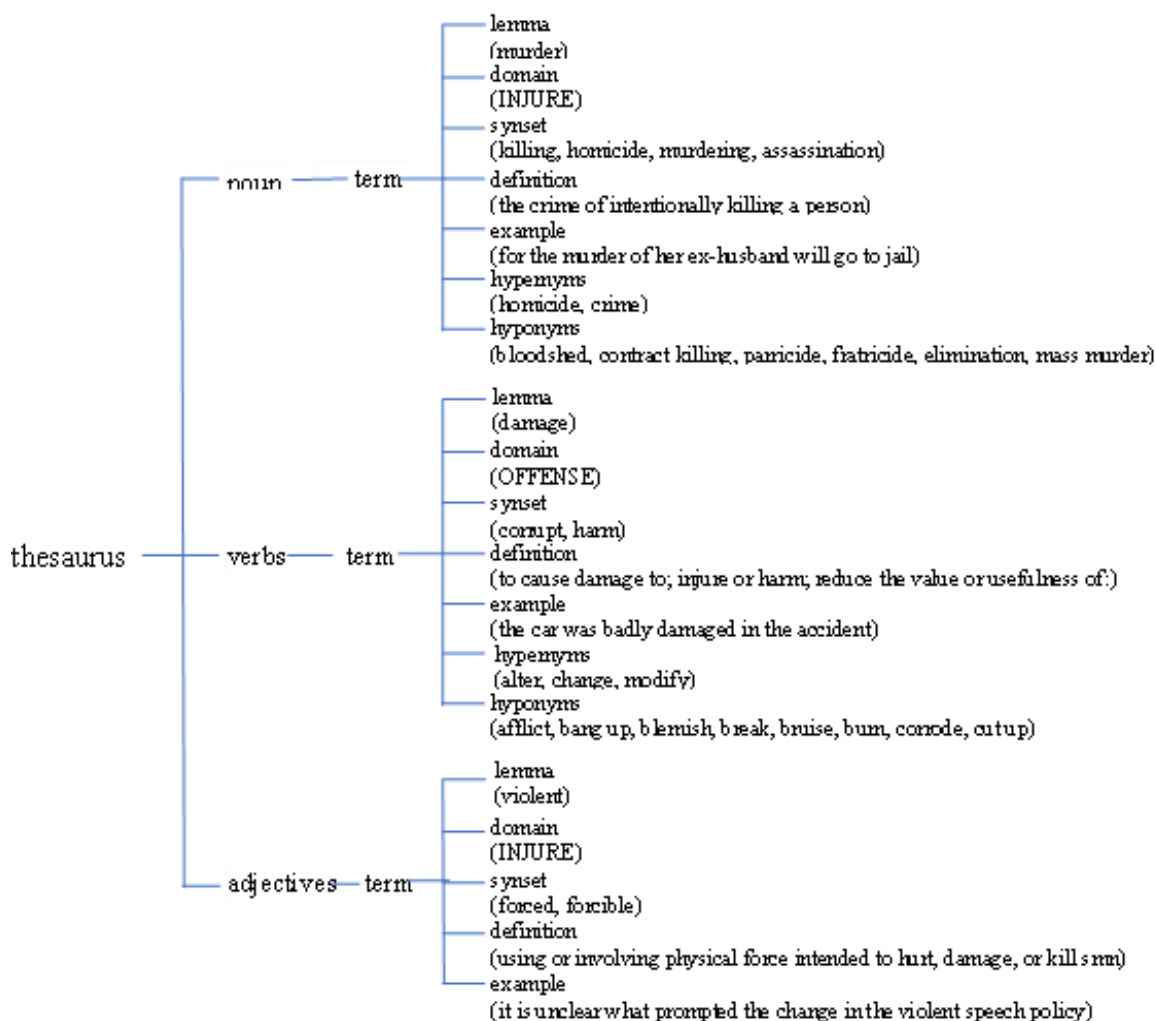 thesaurus
noun
term
lemma
(murder)
domain
(INJURE)
synset
(killing, homicide, murdering, assassination)
definition
(the crime of intentionally killing a person)
example
(for the murder of her ex-husband will go to jail)
hypernyms
(homicide, crime)
hyponyms
(bloodshed, contract killing, parricide, fratricide, elimination, mass murder)
verbs
term
lemma
(damage)
domain
(OFFENSE)
synset
(corrupt, harm)
definition
(to cause damage to; injure or harm; reduce the value or usefulness of:)
example
(the car was badly damaged in the accident)
hypernyms
(alter, change, modify)
hyponyms
(afflict, bang up, blemish, break, bruise, burn, corrode, cut up)
adjectives
term
lemma
(violent)
domain
(INJURE)
synset
(forced, forcible)
definition
(using or involving physical force intended to hurt, damage, or kill smn)
example
(it is unclear what prompted the change in the violent speech policy)